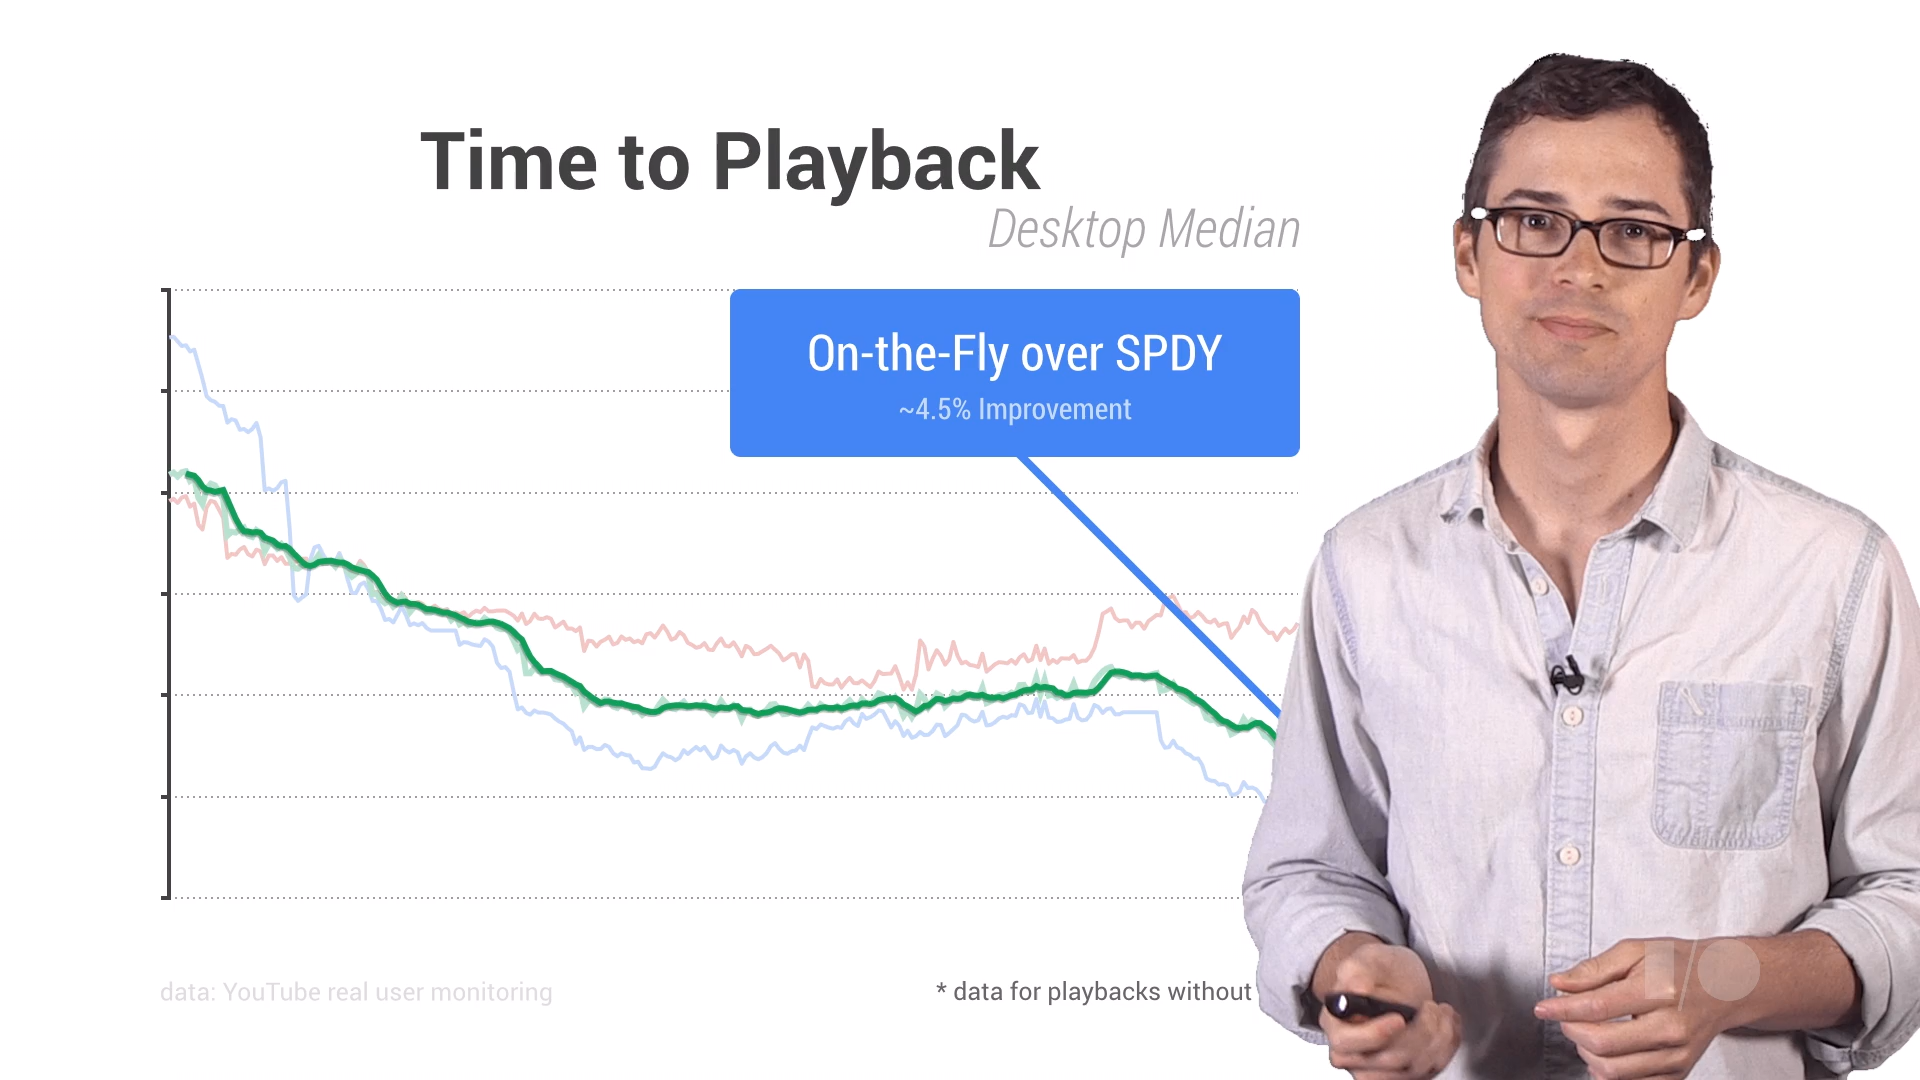 Time to Playback
Desktop Median
On-the-Fly over SPDY
~4.5% Improvement
data: YouTube real user monitoring
* data for playbacks without
I/O